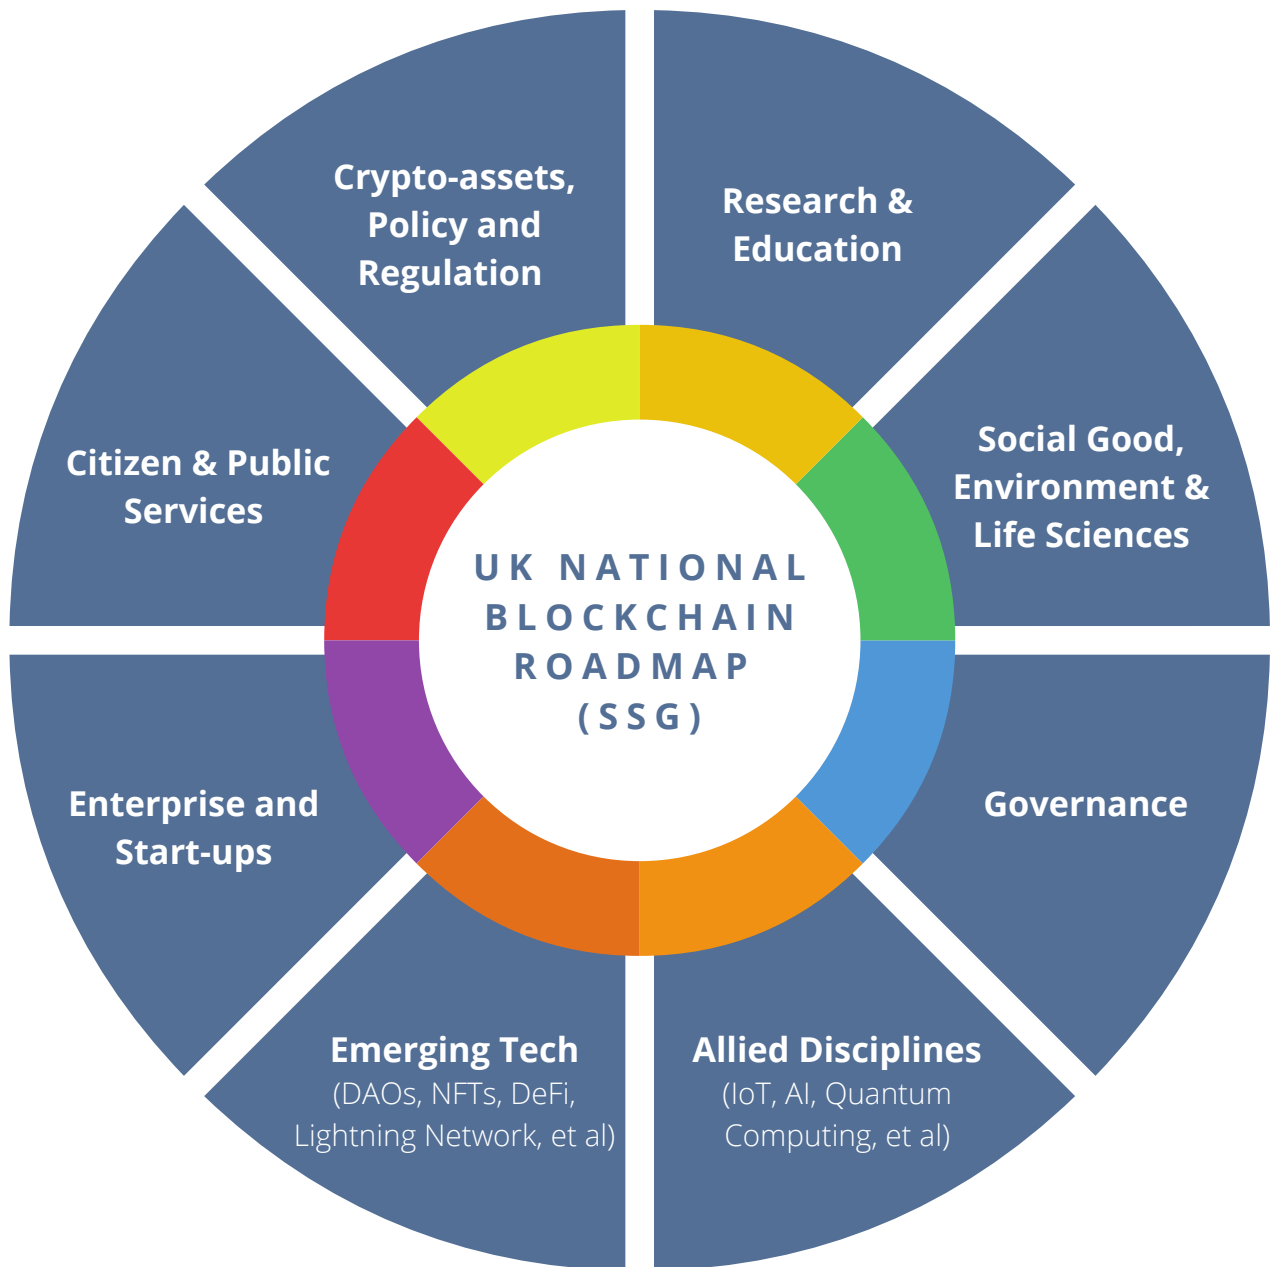 Crypto-assets,
Policy and
Regulation
Research &
Education
Social Good,
Environment &
Life Sciences
Governance
Allied Disciplines
(IoT, AI, Quantum
Computing, et al)
Emerging Tech
(DAOs, NFTs, DeFi,
Lightning Network, et al)
Enterprise and
Start-ups
Citizen & Public
Services
UK NATIONAL
BLOCKCHAIN
ROADMAP
(SSG)